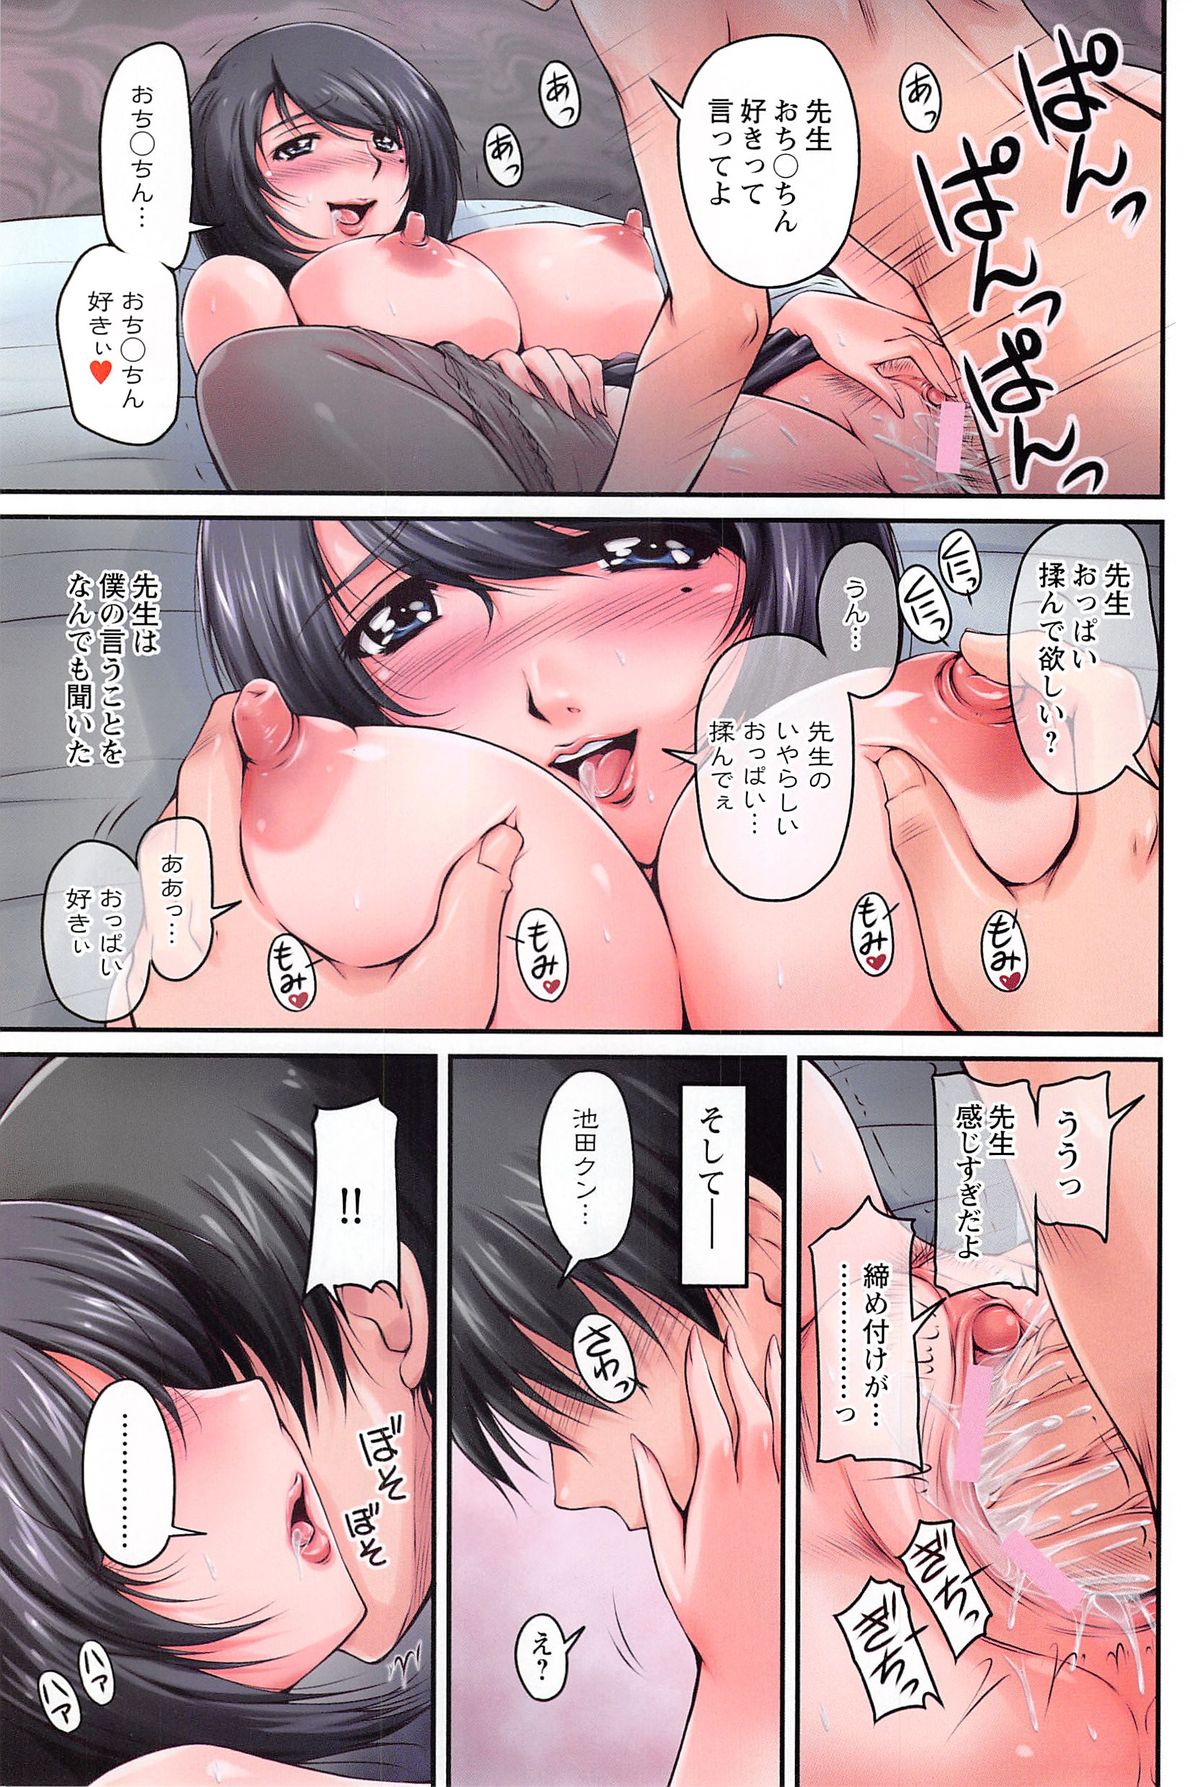 ぱんっ
ぱんっ
ぱんっ
あっ
先生
おち〇ちん
好きって
言ってよ
あっ
あっ
おち〇ちん…
おち〇ちん
好きぃ♥
先生
おっぱい
揉んで欲しい?
くにっ
くにっ
うん…
先生の
いやらしい
おっぱい…
揉んでぇ
もみ♥
もみ♥
もみ♥
もみ♥
先生は
僕の言うことを
なんでも聞いた
ああっ…
おっぱい
好きぃ
ううっ
先生
感じすぎだよ
締め付けが…
…………っ
ぎちっ
ぎちっ
そして──
池田クン…
さわっ
え?
!!
ぼそ
ぼそ
…………
ハァ
ハァ